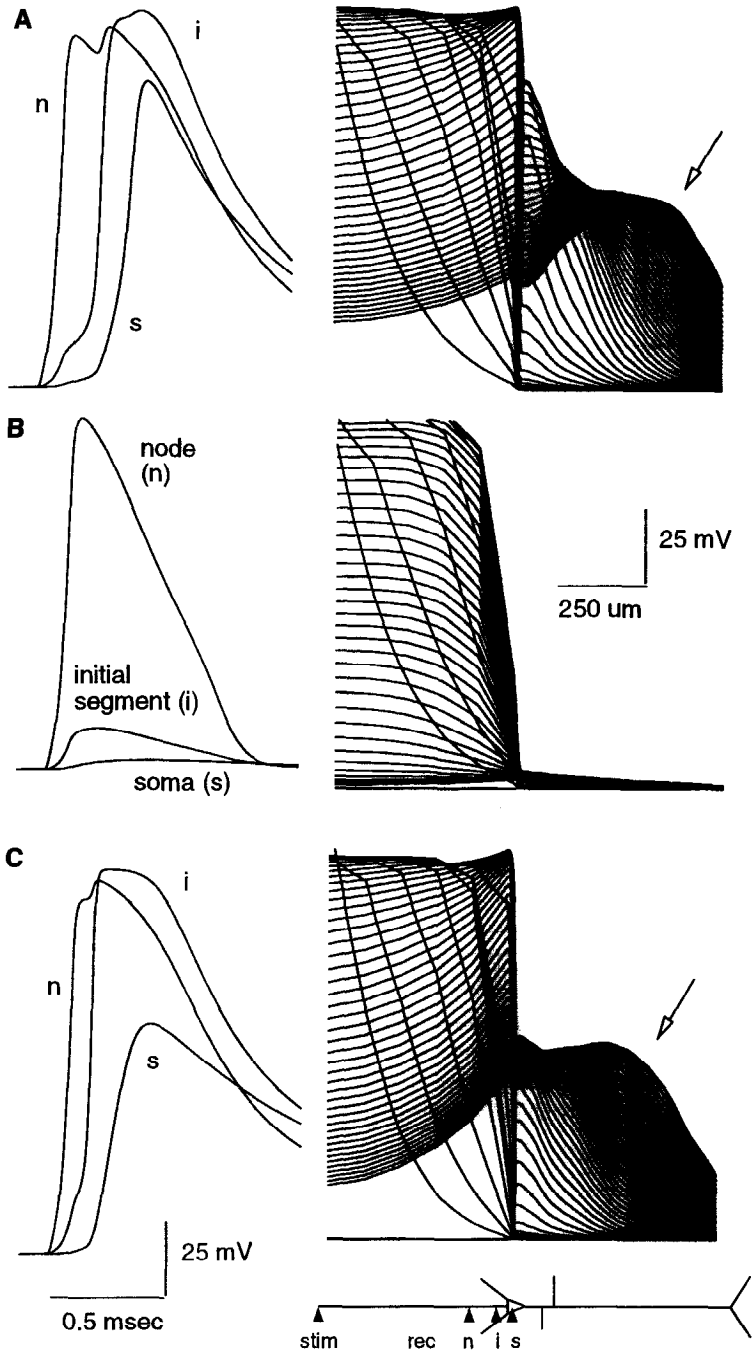 A
i
n
s
B
node
(n)
25 mV
250 um
initial
segment (i)
soma (s)
C
i
n
s
25 mV
0.5 msec
stim rec n i s